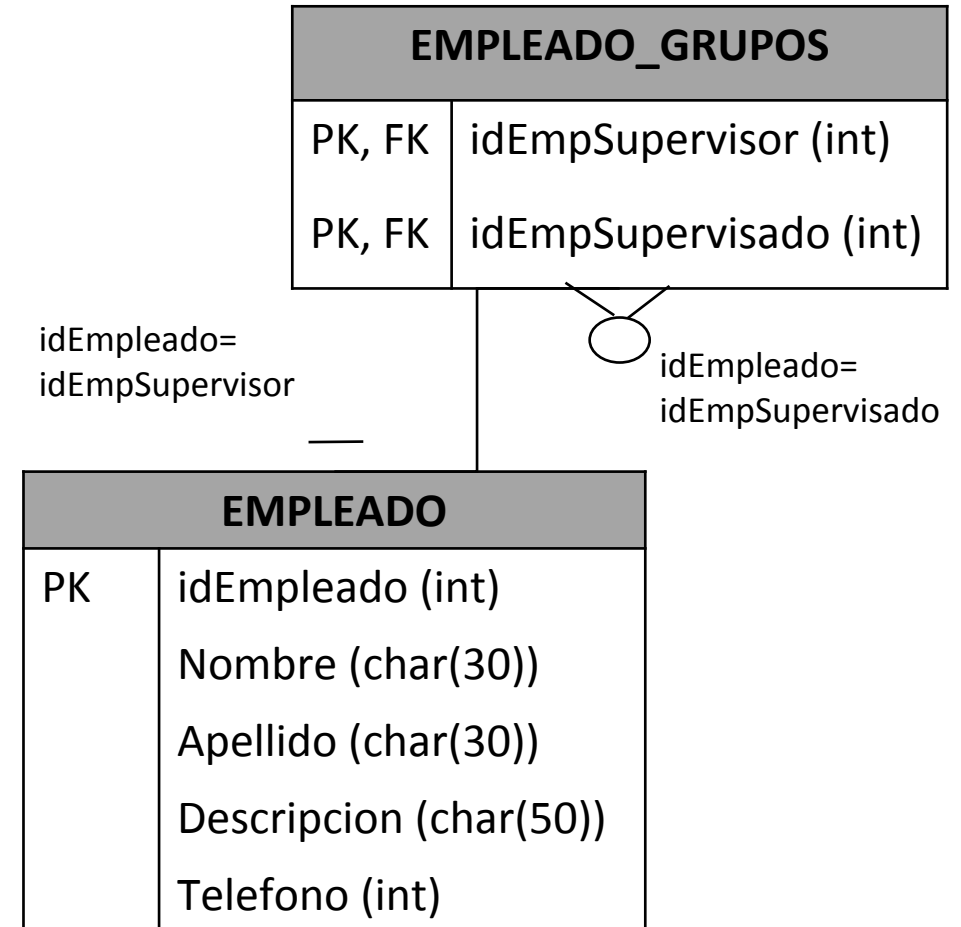 EMPLEADO_GRUPOS
PK, FK idEmpSupervisor (int)
PK, FK idEmpSupervisado (int)
idEmpleado=
idEmpSupervisor
idEmpleado=
idEmpSupervisado
EMPLEADO
PK idEmpleado (int)
Nombre (char(30))
Apellido (char(30))
Descripcion (char(50))
Telefono (int)